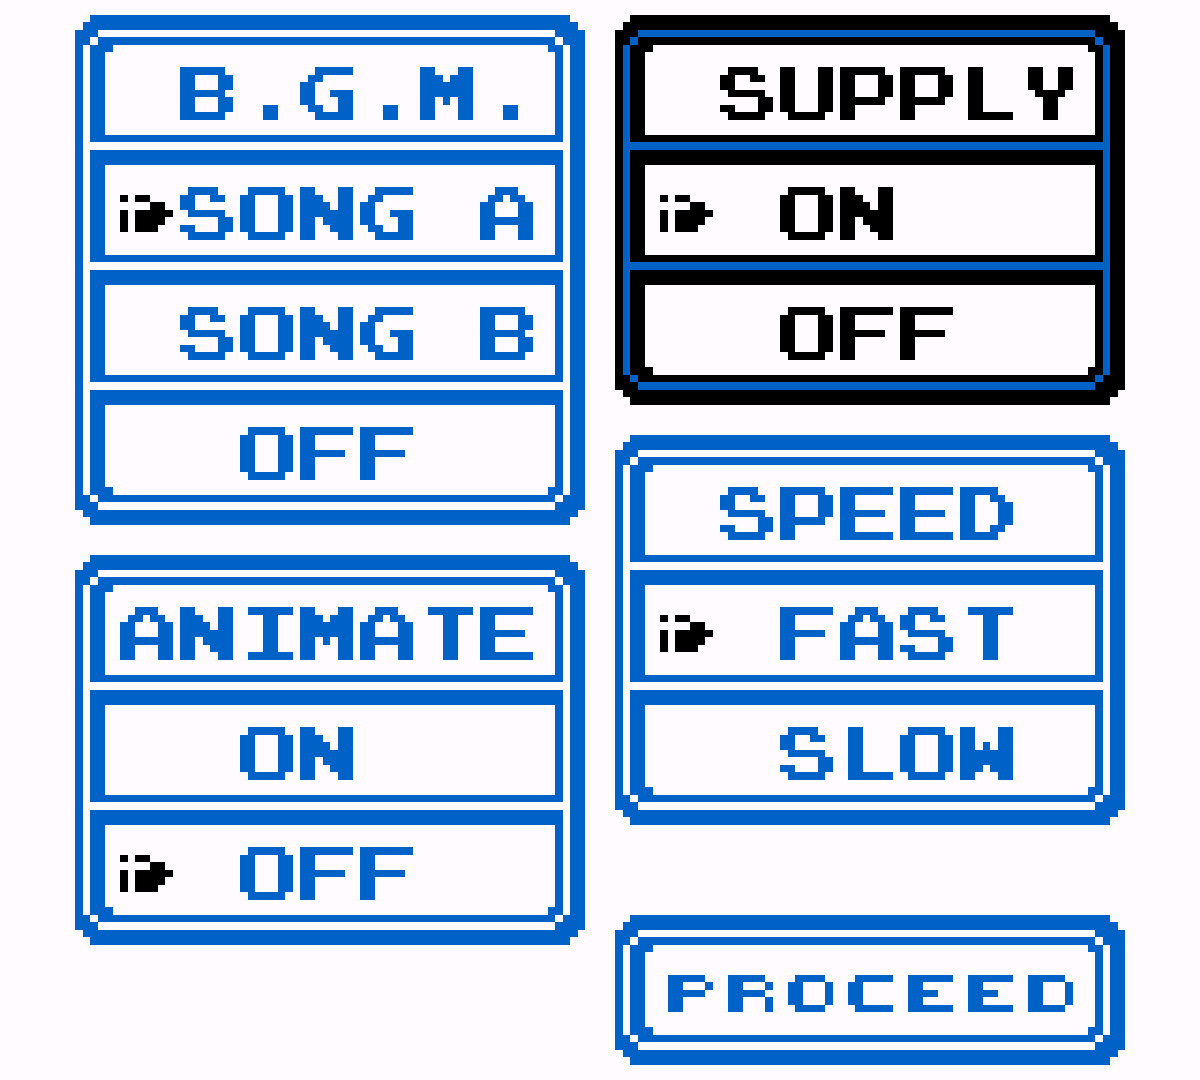 B.G.M.
SONG A
SONG B
OFF
SUPPLY
ON
OFF
ANIMATE
ON
OFF
SPEED
FAST
SLOW
PROCEED